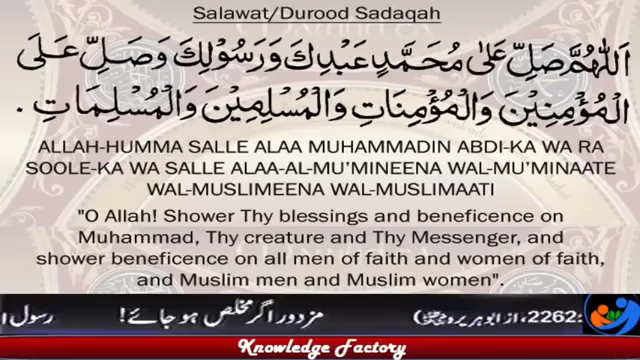 Salawat/Durood Sadaqah
اَللّٰهُمَّ صَلِّ عَلٰى مُحَمَّدٍ عَبْدِكَ وَرَسُوْلِكَ وَصَلِّ عَلَى
الْمُؤْمِنِيْنَ وَالْمُؤْمِنَاتِ وَالْمُسْلِمِيْنَ وَالْمُسْلِمَاتِ .
ALLAH-HUMMA SALLE ALAA MUHAMMADIN ABDI-KA WA RA
SOOLE-KA WA SALLE ALAA-AL-MU’MINEENA WAL-MU’MINAATE
WAL-MUSLIMEENA WAL-MUSLIMAATI
"O Allah! Shower Thy blessings and beneficence on
Muhammad, Thy creature and Thy Messenger, and
shower beneficence on all men of faith and women of faith,
and Muslim men and Muslim women".
2262:، از ابوہریرہؓ) مزدور اگر مخلص ہو جائے! رسول ا
Knowledge Factory